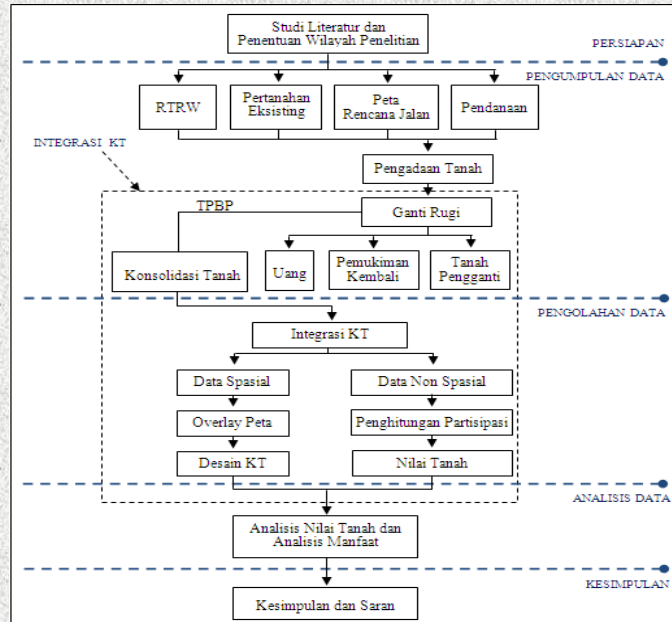 Studi Literatur dan
Penentuan Wilayah Penelitian
PERSIAPAN
PENGUMPULAN DATA
RTRW
Pertanahan
Eksisting
Peta
Rencana Jalan
Pendanaan
INTEGRASI KT
Pengadaan Tanah
TPBP
Ganti Rugi
Konsolidasi Tanah
Uang
Pemukiman
Kembali
Tanah
Pengganti
PENGOLAHAN DATA
Integrasi KT
Data Spasial
Data Non Spasial
Overlay Peta
Penghitungan Partisipasi
Desain KT
Nilai Tanah
ANALISIS DATA
Analisis Nilai Tanah dan
Analisis Manfaat
KESIMPULAN
Kesimpulan dan Saran